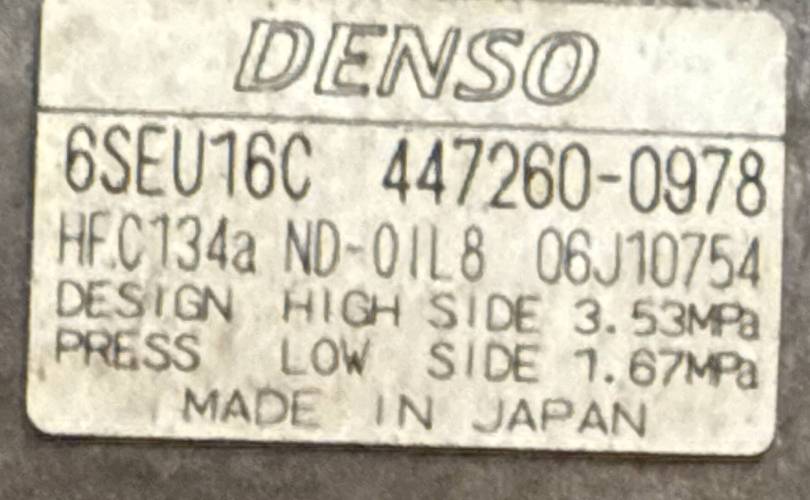 DENSO
6SEU16C 447260-0978
HFC134a ND-OIL8 06J10754
DESIGN HIGH SIDE 3.53MPa
PRESS LOW SIDE 1.67MPa
MADE IN JAPAN